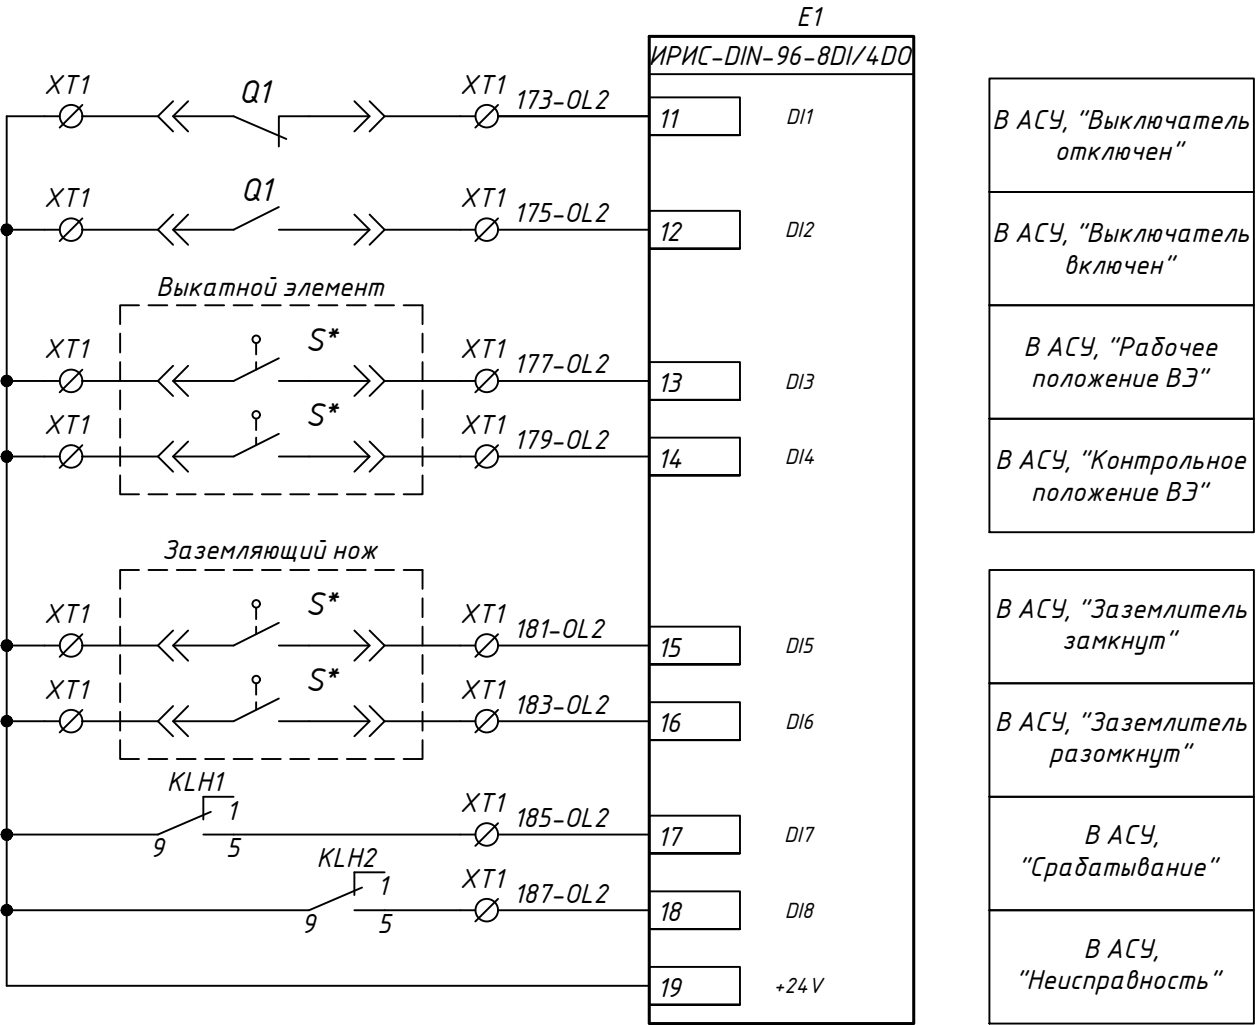 E1
ИРИС-DIN-96-8DI/4DO
XT1 Q1 XT1 173-OL2 11 DI1
В АСУ, "Выключатель
отключен"
XT1 Q1 XT1 175-OL2 12 DI2
В АСУ, "Выключатель
включен"
Выкатной элемент
XT1 S* XT1 177-OL2 13 DI3
В АСУ, "Рабочее
положение ВЭ"
XT1 S* XT1 179-OL2 14 DI4
В АСУ, "Контрольное
положение ВЭ"
Заземляющий нож
XT1 S* XT1 181-OL2 15 DI5
В АСУ, "Заземлитель
замкнут"
XT1 S* XT1 183-OL2 16 DI6
В АСУ, "Заземлитель
разомкнут"
KLH1
9 1 5 XT1 185-OL2 17 DI7
В АСУ,
"Срабатывание"
KLH2
9 1 5 XT1 187-OL2 18 DI8
В АСУ,
"Неисправность"
19 +24V